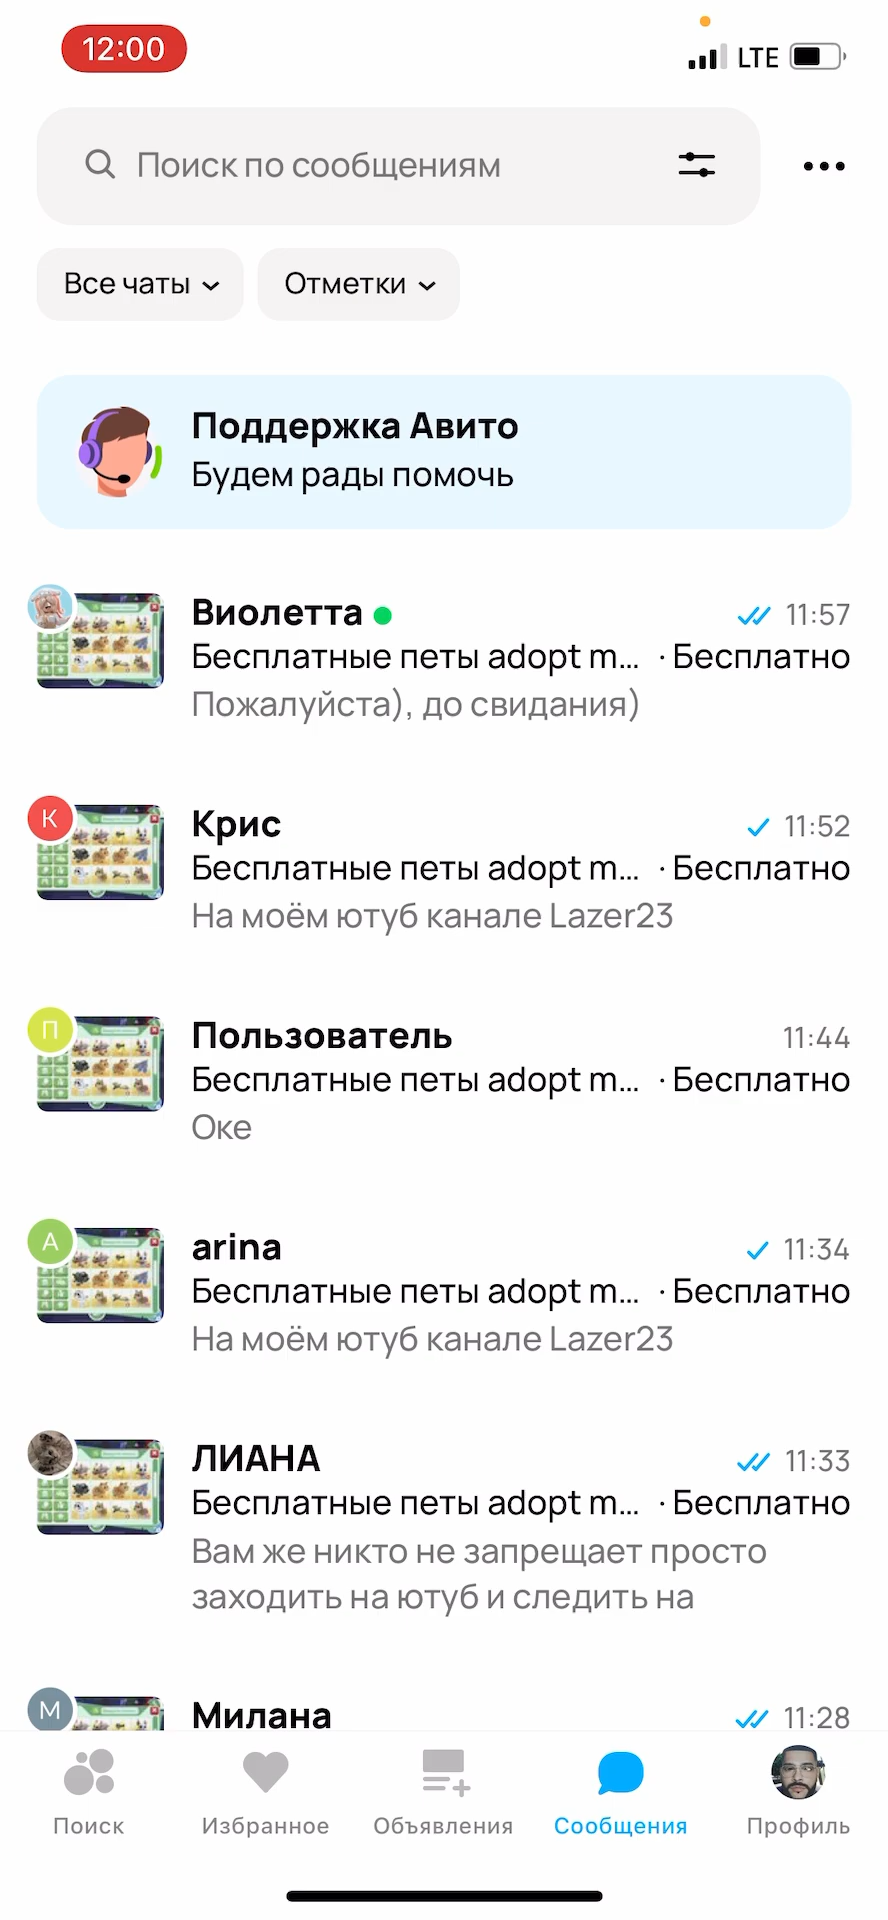 12:00
LTE
Поиск по сообщениям
Все чаты
Отметки
Поддержка Авито
Будем рады помочь
Виолетта 11:57
Бесплатные петы adopt m... · Бесплатно
Пожалуйста), до свидания)
К
Крис 11:52
Бесплатные петы adopt m... · Бесплатно
На моём ютуб канале Lazer23
П
Пользователь 11:44
Бесплатные петы adopt m... · Бесплатно
Оке
A
arina 11:34
Бесплатные петы adopt m... · Бесплатно
На моём ютуб канале Lazer23
ЛИАНА 11:33
Бесплатные петы adopt m... · Бесплатно
Вам же никто не запрещает просто
заходить на ютуб и следить на
М
Милана 11:28
Поиск Избранное Объявления Сообщения Профиль